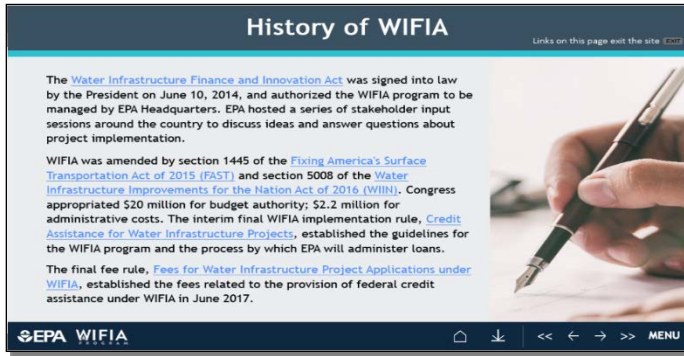 History of WIFIA
Links on this page exit the site EXIT
The Water Infrastructure Finance and Innovation Act was signed into law
by the President on June 10, 2014, and authorized the WIFIA program to be
managed by EPA Headquarters. EPA hosted a series of stakeholder input
sessions around the country to discuss ideas and answer questions about
project implementation.
WIFIA was amended by section 1445 of the Fixing America's Surface
Transportation Act of 2015 (FAST) and section 5008 of the Water
Infrastructure Improvements for the Nation Act of 2016 (WIIN). Congress
appropriated $20 million for budget authority; $2.2 million for
administrative costs. The interim final WIFIA implementation rule, Credit
Assistance for Water Infrastructure Projects, established the guidelines for
the WIFIA program and the process by which EPA will administer loans.
The final fee rule, Fees for Water Infrastructure Project Applications under
WIFIA, established the fees related to the provision of federal credit
assistance under WIFIA in June 2017.
EPA WIFIA
PROGRAM
<< ← → >> MENU